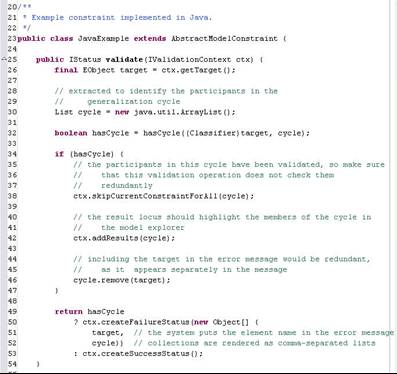 20/**
21 * Example constraint implemented in Java.
22 */
23public class JavaExample extends AbstractModelConstraint {
24
25    public IStatus validate(IValidationContext ctx) {
26        final EObject target = ctx.getTarget();
27
28        // extracted to identify the participants in the
29        //     generalization cycle
30        List cycle = new java.util.ArrayList();
31
32        boolean hasCycle = hasCycle((Classifier)target, cycle);
33
34        if (hasCycle) {
35            // the participants in this cycle have been validated, so make sure
36            //     that this validation operation does not check them
37            //     redundantly
38            ctx.skipCurrentConstraintForAll(cycle);
39
40            // the result locus should highlight the members of the cycle in
41            //     the model explorer
42            ctx.addResults(cycle);
43
44            // including the target in the error message would be redundant,
45            //     as it  appears separately in the message
46            cycle.remove(target);
47        }
48
49        return hasCycle
50            ? ctx.createFailureStatus(new Object[] {
51                target,  // the system puts the element name in the error message
52                cycle})  // collections are rendered as comma-separated lists
53            : ctx.createSuccessStatus();
54    }